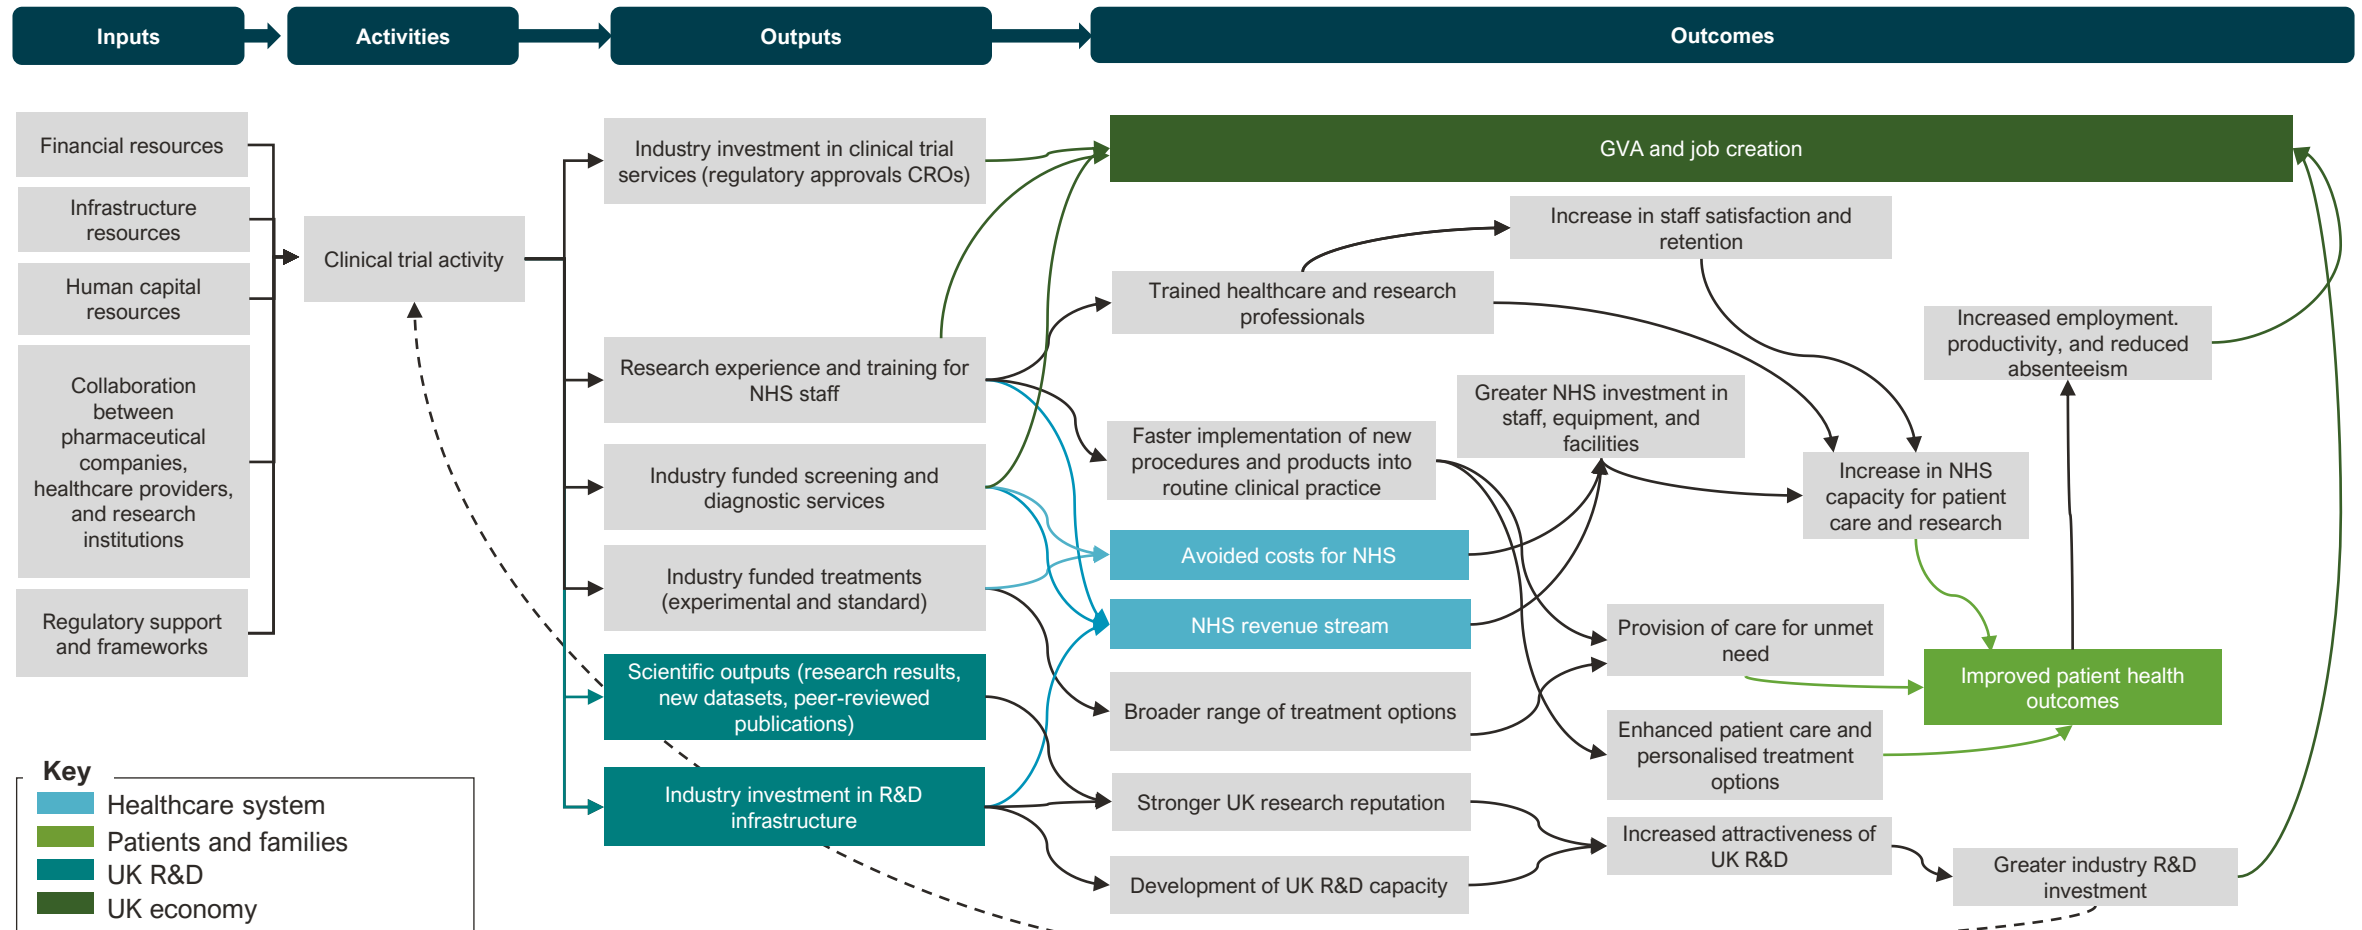 Inputs
Activities
Outputs
Outcomes
Financial resources
Infrastructure
resources
Human capital
resources
Collaboration
between
pharmaceutical
companies,
healthcare providers,
and research
institutions
Regulatory support
and frameworks
Clinical trial activity
Industry investment in clinical trial
services (regulatory approvals CROs)
Research experience and training for
NHS staff
Industry funded screening and
diagnostic services
Industry funded treatments
(experimental and standard)
Scientific outputs (research results,
new datasets, peer-reviewed
publications)
Industry investment in R&D
infrastructure
GVA and job creation
Increase in staff satisfaction and
retention
Trained healthcare and research
professionals
Increased employment.
productivity, and reduced
absenteeism
Greater NHS investment in
staff, equipment, and
facilities
Faster implementation of new
procedures and products into
routine clinical practice
Increase in NHS
capacity for patient
care and research
Avoided costs for NHS
NHS revenue stream
Provision of care for unmet
need
Improved patient health
outcomes
Broader range of treatment options
Enhanced patient care and
personalised treatment
options
Stronger UK research reputation
Increased attractiveness of
UK R&D
Development of UK R&D capacity
Greater industry R&D
investment
Key
Healthcare system
Patients and families
UK R&D
UK economy